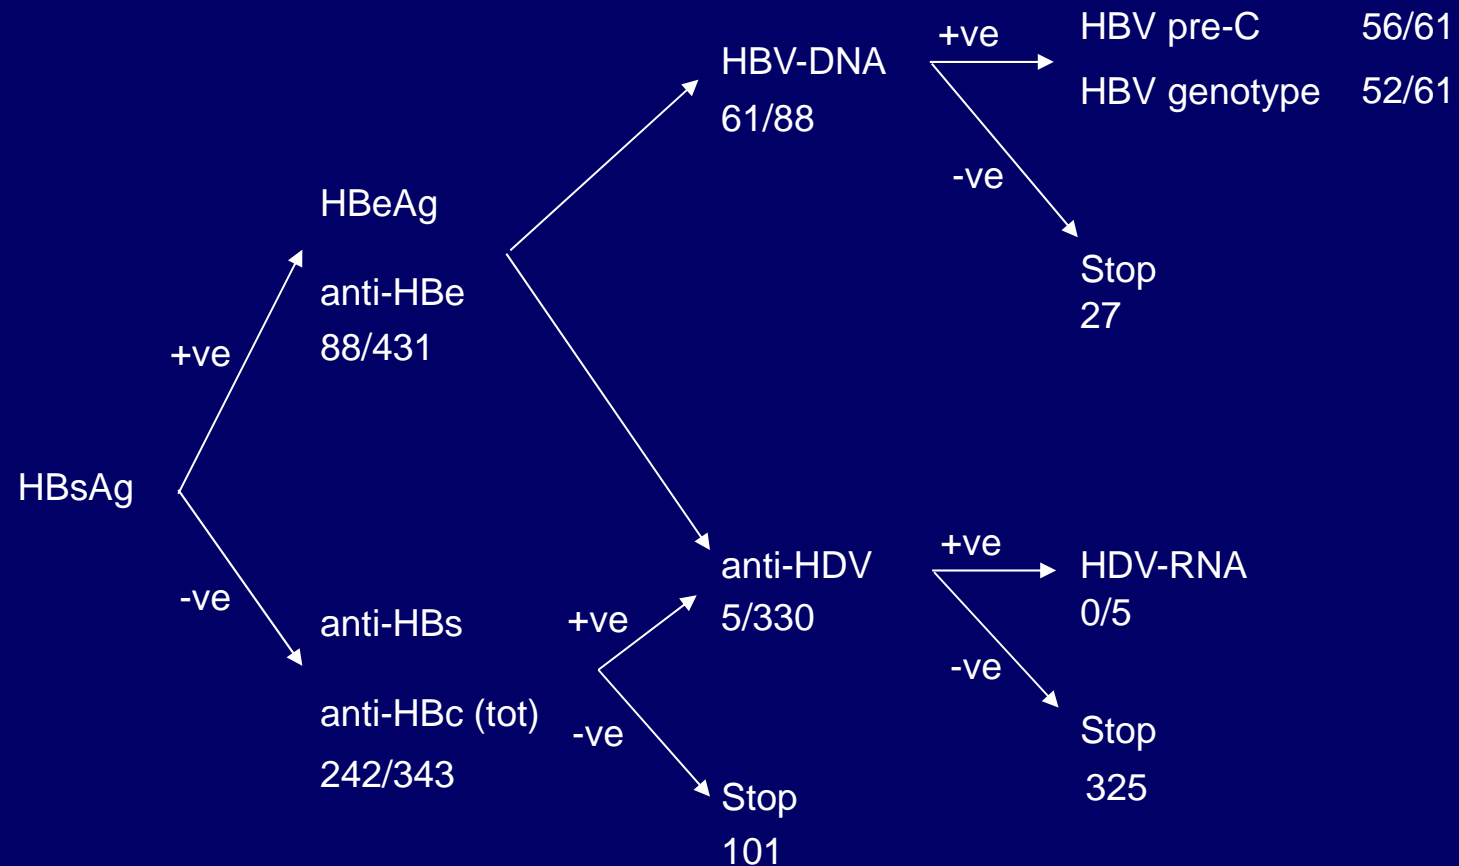 HBsAg
+ve
-ve
HBeAg
anti-HBe
88/431
anti-HBs
anti-HBc (tot)
242/343
+ve
-ve
HBV-DNA
61/88
anti-HDV
5/330
Stop
101
+ve
-ve
HBV pre-C 56/61
HBV genotype 52/61
Stop
27
+ve
-ve
HDV-RNA
0/5
Stop
325